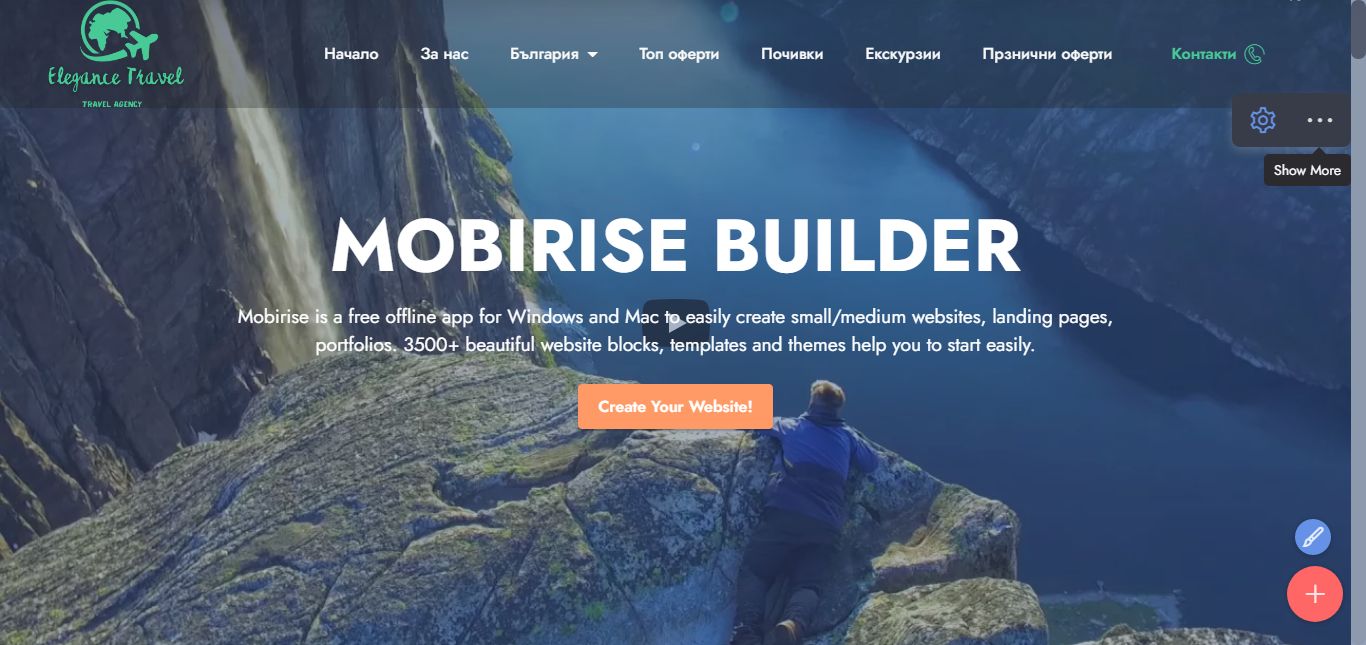 Elegance Travel
TRAVEL AGENCY
Начало За нас България Топ оферти Почивки Екскурзии Прзнични оферти Контакти
Show More
MOBIRISE BUILDER
Mobirise is a free offline app for Windows and Mac to easily create small/medium websites, landing pages,
portfolios. 3500+ beautiful website blocks, templates and themes help you to start easily.
Create Your Website!